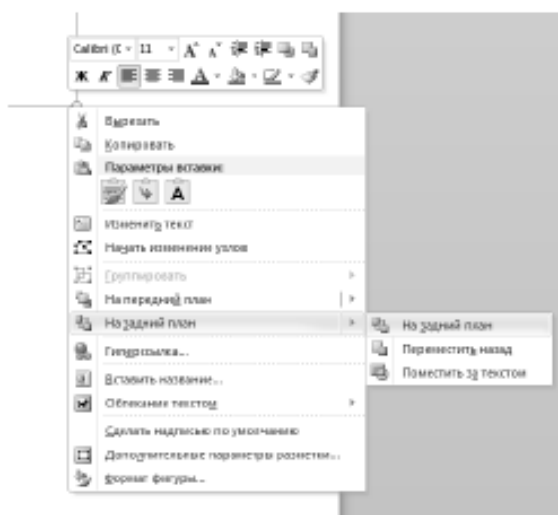 Calibri (С 11
Ж К А
Вырезать
Копировать
Параметры вставки:
А
Изменить текст
Начать изменение узлов
Группировать
На передний план
На задний план
На задний план
Переместить назад
Гиперссылка...
Поместить за текстом
Вставить название...
Обтекание текстом
Сделать надписью по умолчанию
Дополнительные параметры разметки...
Формат фигуры...